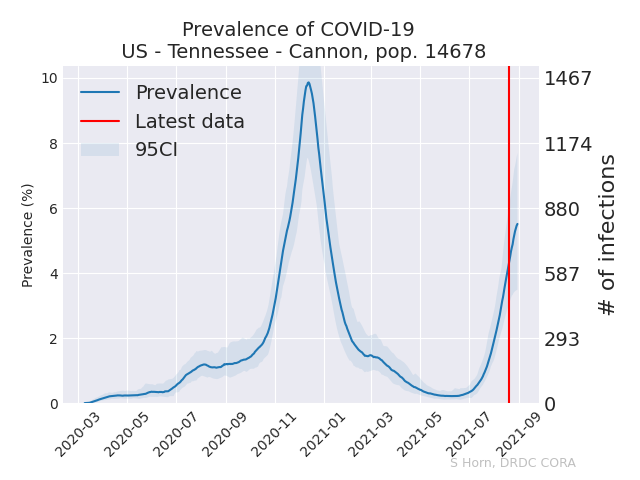 Prevalence of COVID-19
US - Tennessee - Cannon, pop. 14678
Prevalence
Latest data
95CI
Prevalence (%)
10
8
6
4
2
0
1467
1174
880
587
293
0
# of infections
2020-03
2020-05
2020-07
2020-09
2020-11
2021-01
2021-03
2021-05
2021-07
2021-09
S Horn, DRDC CORA